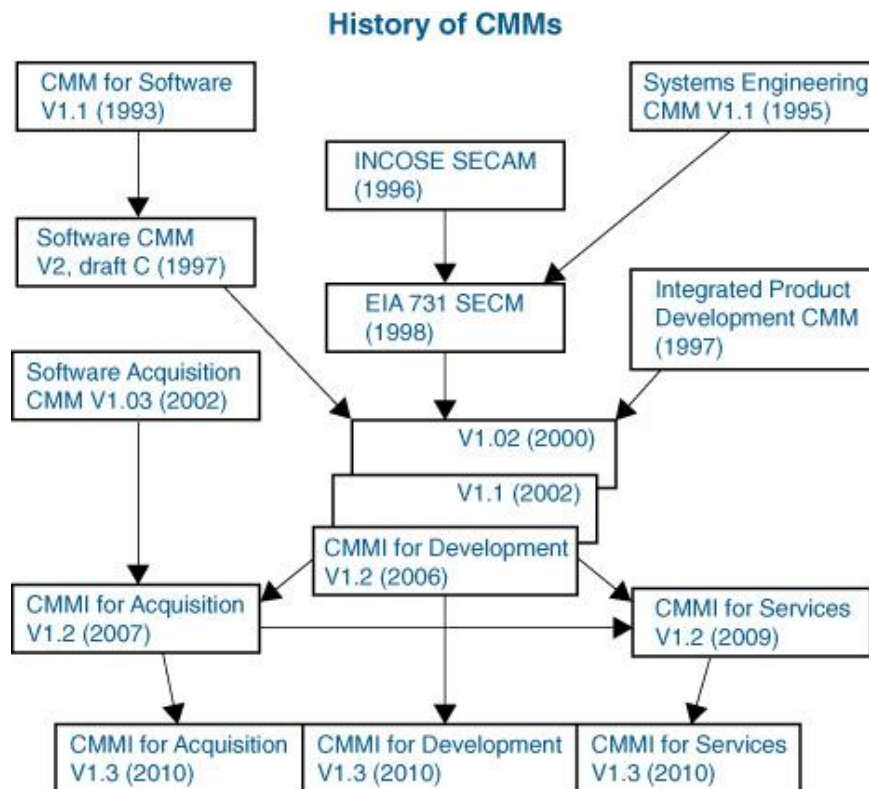 History of CMMs
CMM for Software
V1.1 (1993)
Systems Engineering
CMM V1.1 (1995)
INCOSE SECAM
(1996)
Software CMM
V2, draft C (1997)
EIA 731 SECM
(1998)
Integrated Product
Development CMM
(1997)
Software Acquisition
CMM V1.03 (2002)
V1.02 (2000)
V1.1 (2002)
CMMI for Development
V1.2 (2006)
CMMI for Acquisition
V1.2 (2007)
CMMI for Services
V1.2 (2009)
CMMI for Acquisition
V1.3 (2010)
CMMI for Development
V1.3 (2010)
CMMI for Services
V1.3 (2010)